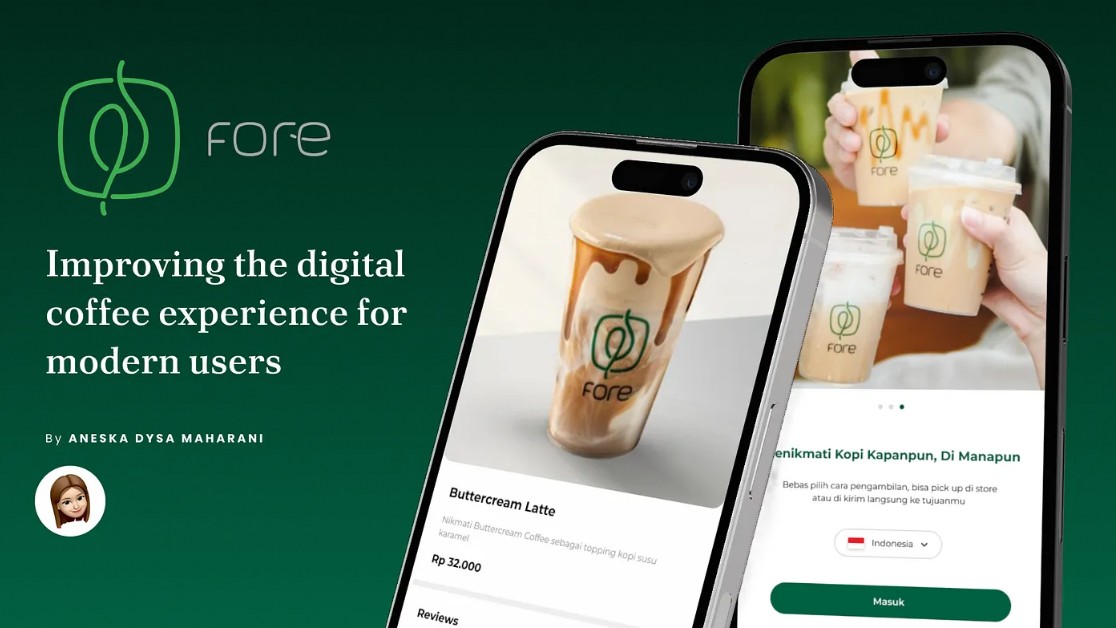 Fore
Improving the digital
coffee experience for
modern users
By ANESKA DYSA MAHARANI
FORE
Buttercream Latte
Nikmati Buttercream Coffee sebagai topping kopi susu
karamel
Rp 32.000
Reviews
FORE
FORE
FORE
enikmati Kopi Kapanpun, Di Manapun
Bebas pilih cara pengambilan, bisa pick up di store
atau di kirim langsung ke tujuanmu
Indonesia
Masuk